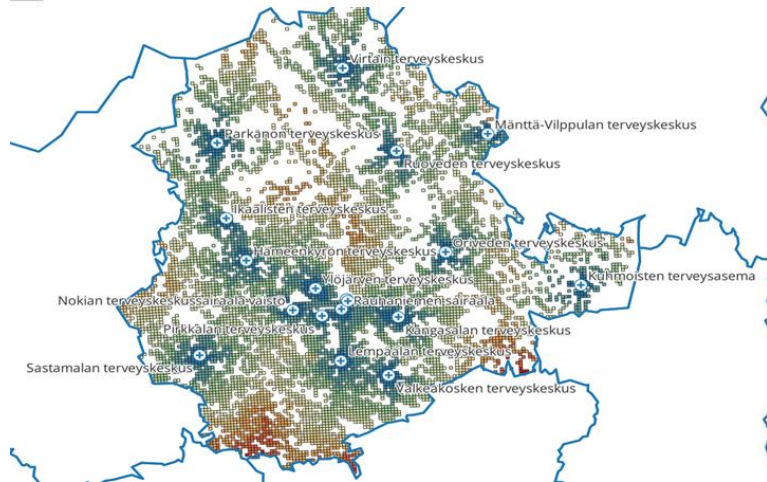 Virtain terveyskeskus
Mänttä-Vilppulan terveyskeskus
Parkanon terveyskeskus
Ruoveden terveyskeskus
Ikaalisten terveyskeskus
Oriveden terveyskeskus
Hämeenkyrön terveyskeskus
Kuhmoisten terveysasema
Ylöjärven terveyskeskus
Nokian terveyskeskussairaala vaisto
Rauhaniemen sairaala
Pirkkalan terveyskeskus
Kangasalan terveyskeskus
Lempäälän terveyskeskus
Sastamalan terveyskeskus
Valkeakosken terveyskeskus